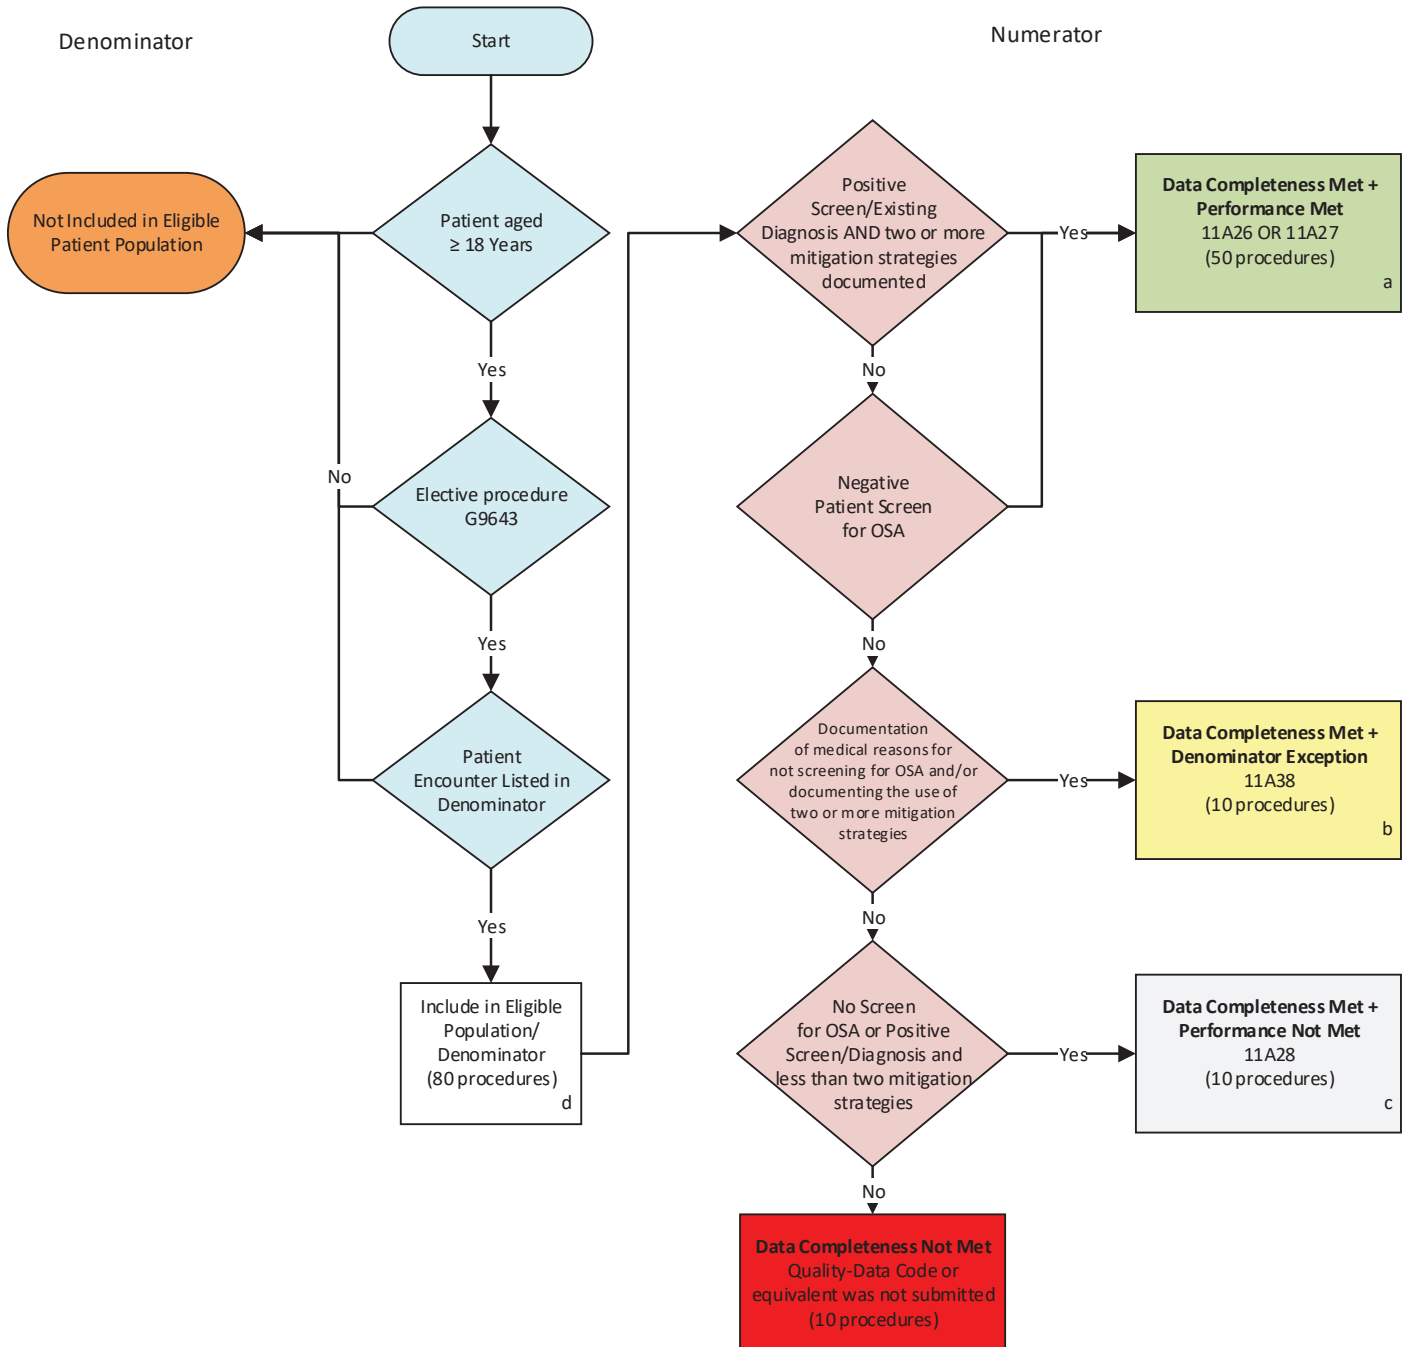 Denominator
Start
Numerator
Patient aged
≥ 18 Years
Not Included in Eligible
Patient Population
Yes
No
Elective procedure
G9643
Yes
Patient
Encounter Listed in
Denominator
Yes
Include in Eligible
Population/
Denominator
(80 procedures)
d
Positive
Screen/Existing
Diagnosis AND two or more
mitigation strategies
documented
Yes
Data Completeness Met +
Performance Met
11A26 OR 11A27
(50 procedures)
a
No
Negative
Patient Screen
for OSA
No
Documentation
of medical reasons for
not screening for OSA and/or
documenting the use of
two or more mitigation
strategies
Yes
Data Completeness Met +
Denominator Exception
11A38
(10 procedures)
b
No
No Screen
for OSA or Positive
Screen/Diagnosis and
less than two mitigation
strategies
Yes
Data Completeness Met +
Performance Not Met
11A28
(10 procedures)
c
No
Data Completeness Not Met
Quality-Data Code or
equivalent was not submitted
(10 procedures)